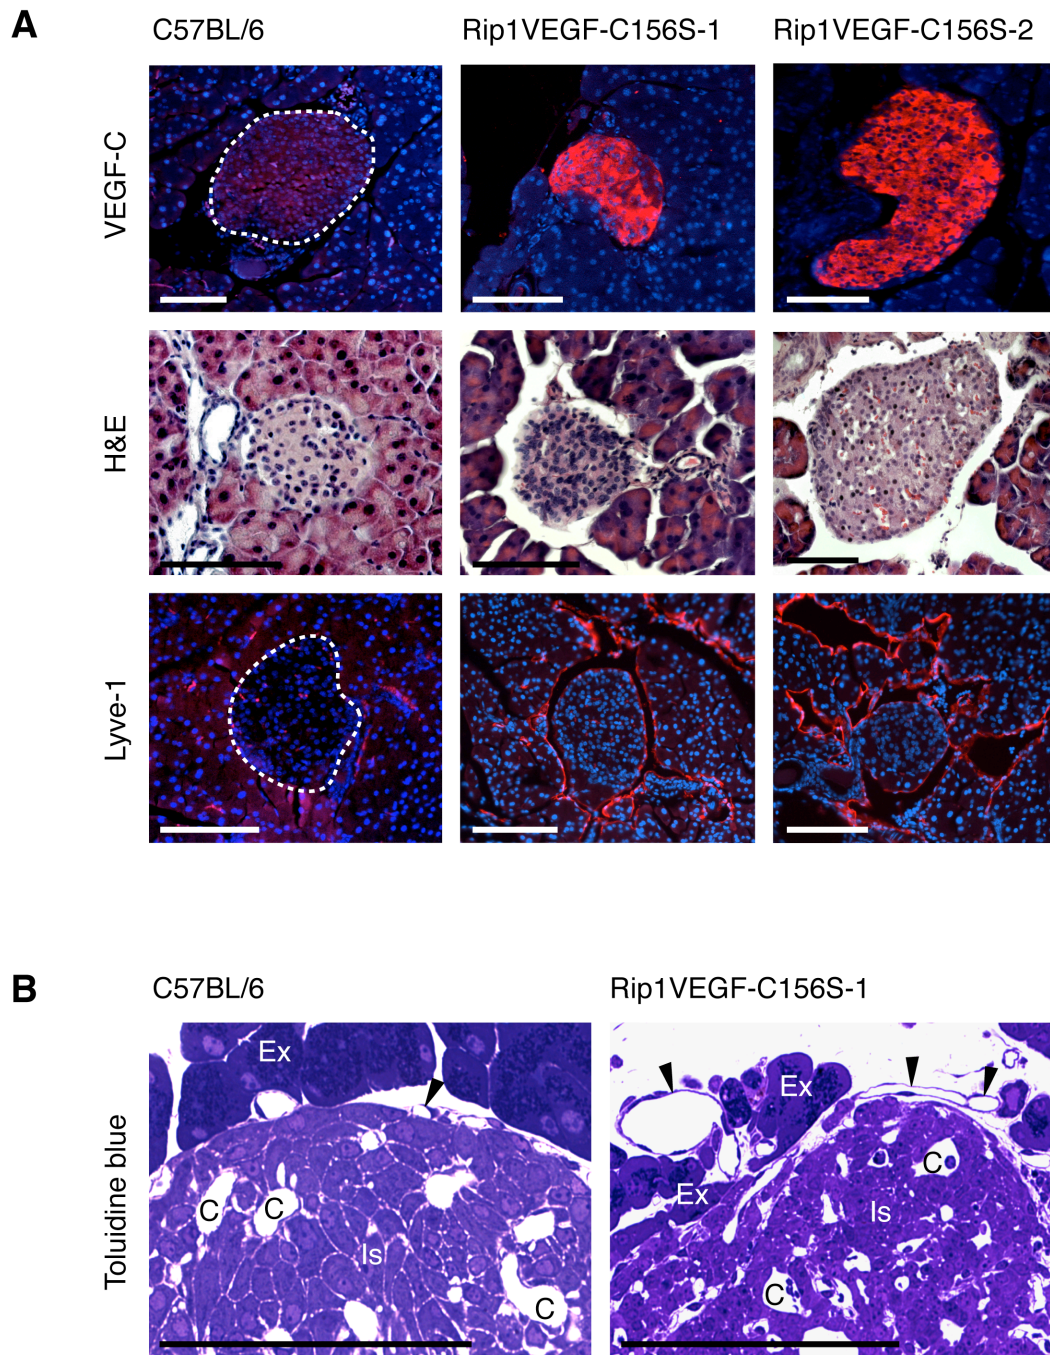 A
C57BL/6 Rip1VEGF-C156S-1 Rip1VEGF-C156S-2
VEGF-C
H&E
Lyve-1
B
C57BL/6 Rip1VEGF-C156S-1
Toluidine blue
Ex
C C
Is
C
Ex
C
Ex
Is
C